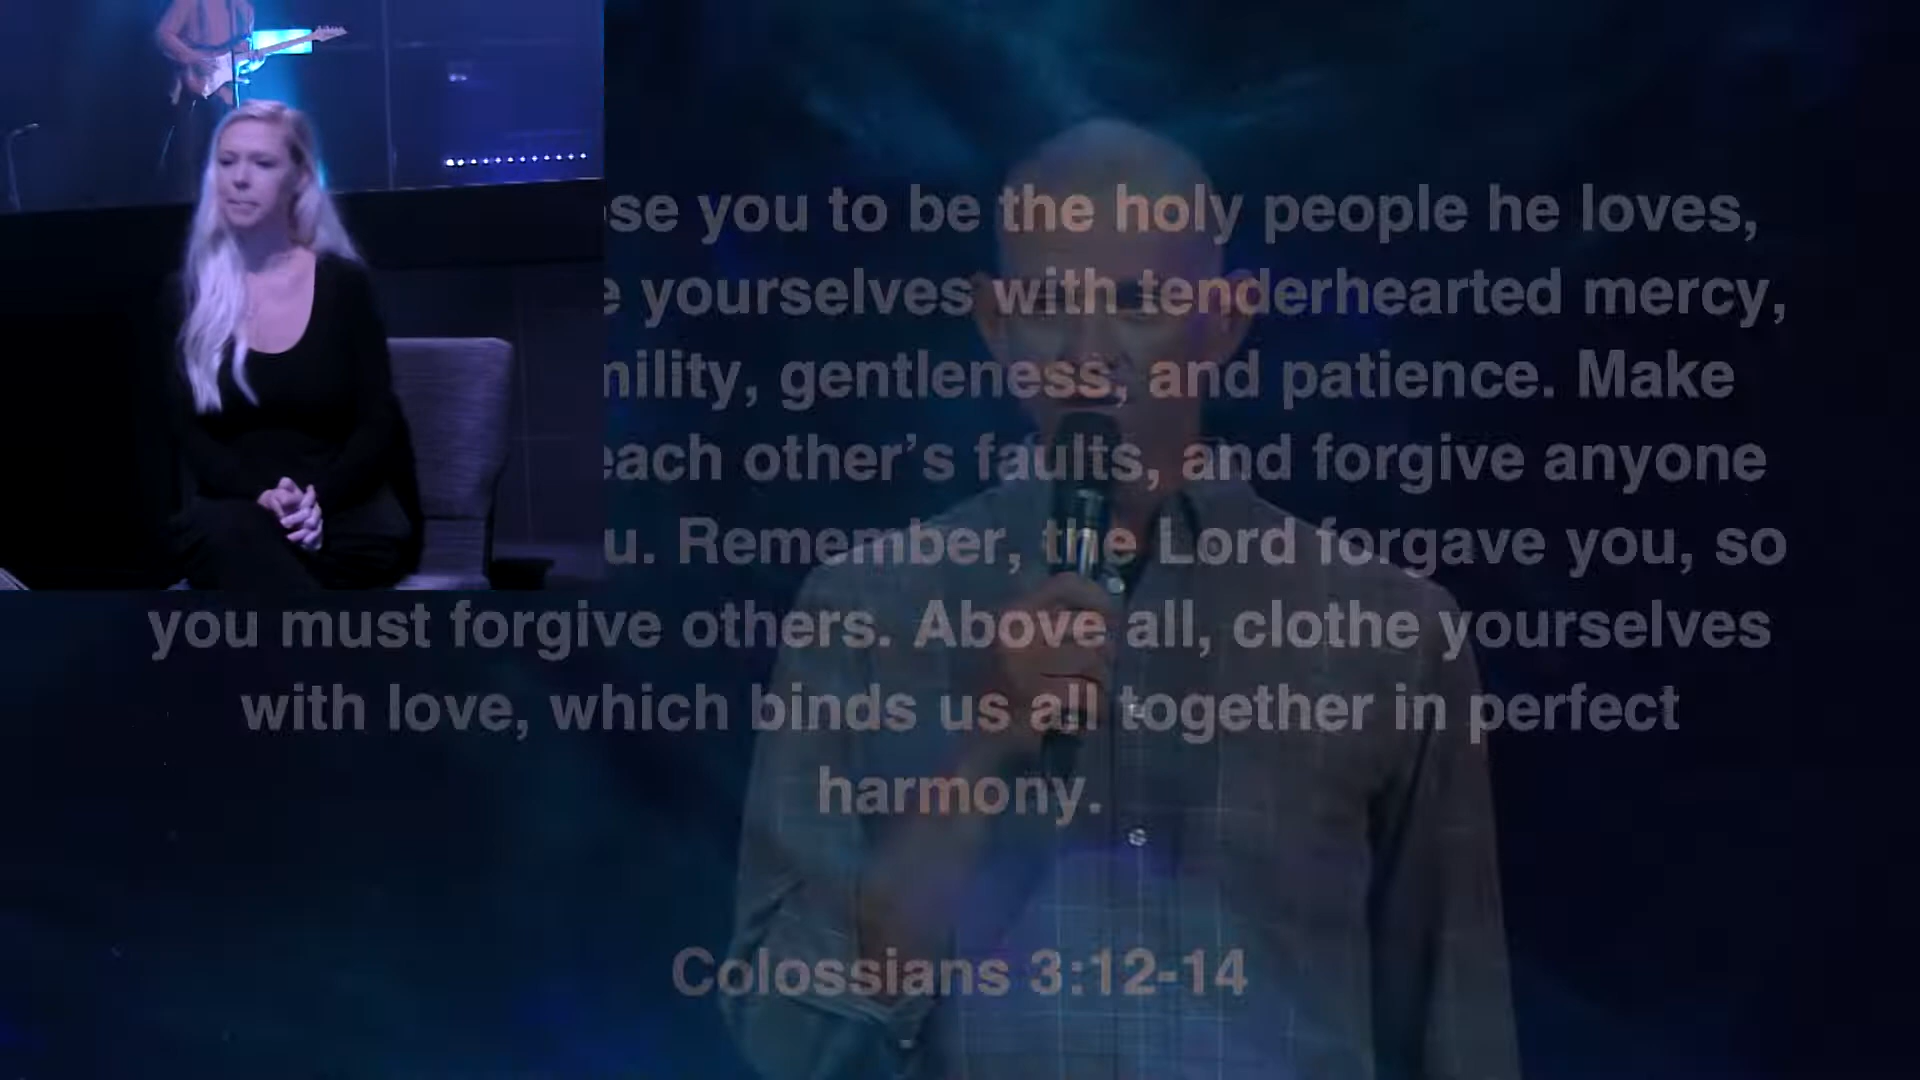 you to be the holy people he loves,
yourselves with tenderhearted mercy,
gentleness, and patience. Make
each other’s faults, and forgive anyone
Remember, the Lord forgave you, so
you must forgive others. Above all, clothe yourselves
with love, which binds us all together in perfect
harmony.
Colossians 3:12-14